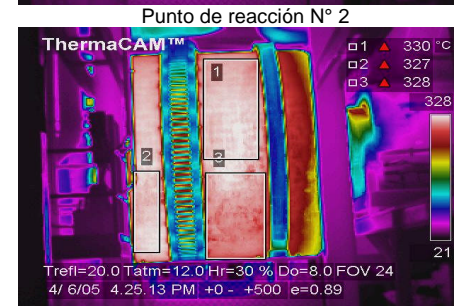 Punto de reacción N° 2
ThermaCAM™
□1 ▲ 330 °C
□2 ▲ 327
□3 ▲ 328
328
1
2
3
21
Trefl=20.0 Tatm=12.0 Hr=30 % Do=8.0 FOV 24
4/ 6/05 4.25.13 PM +0 - +500 e=0.89